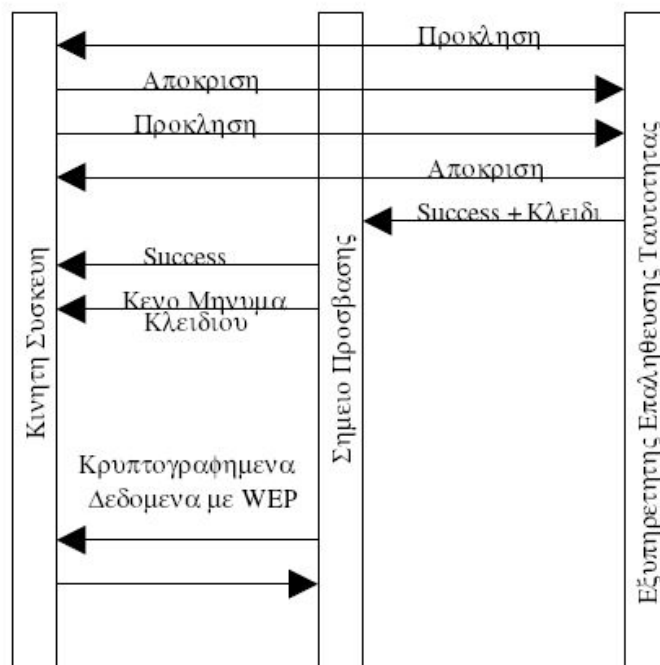 Προκληση
Αποκριση
Προκληση
Αποκριση
Success + Κλειδι
Success
Κενο Μηνυμα
Κλειδιου
Κρυπτογραφημενα
Δεδομενα με WEP
Κινητη Συσκευη
Σημειο Προσβασης
Εξυπηρετητης Επαληθευσης Ταυτοτητας